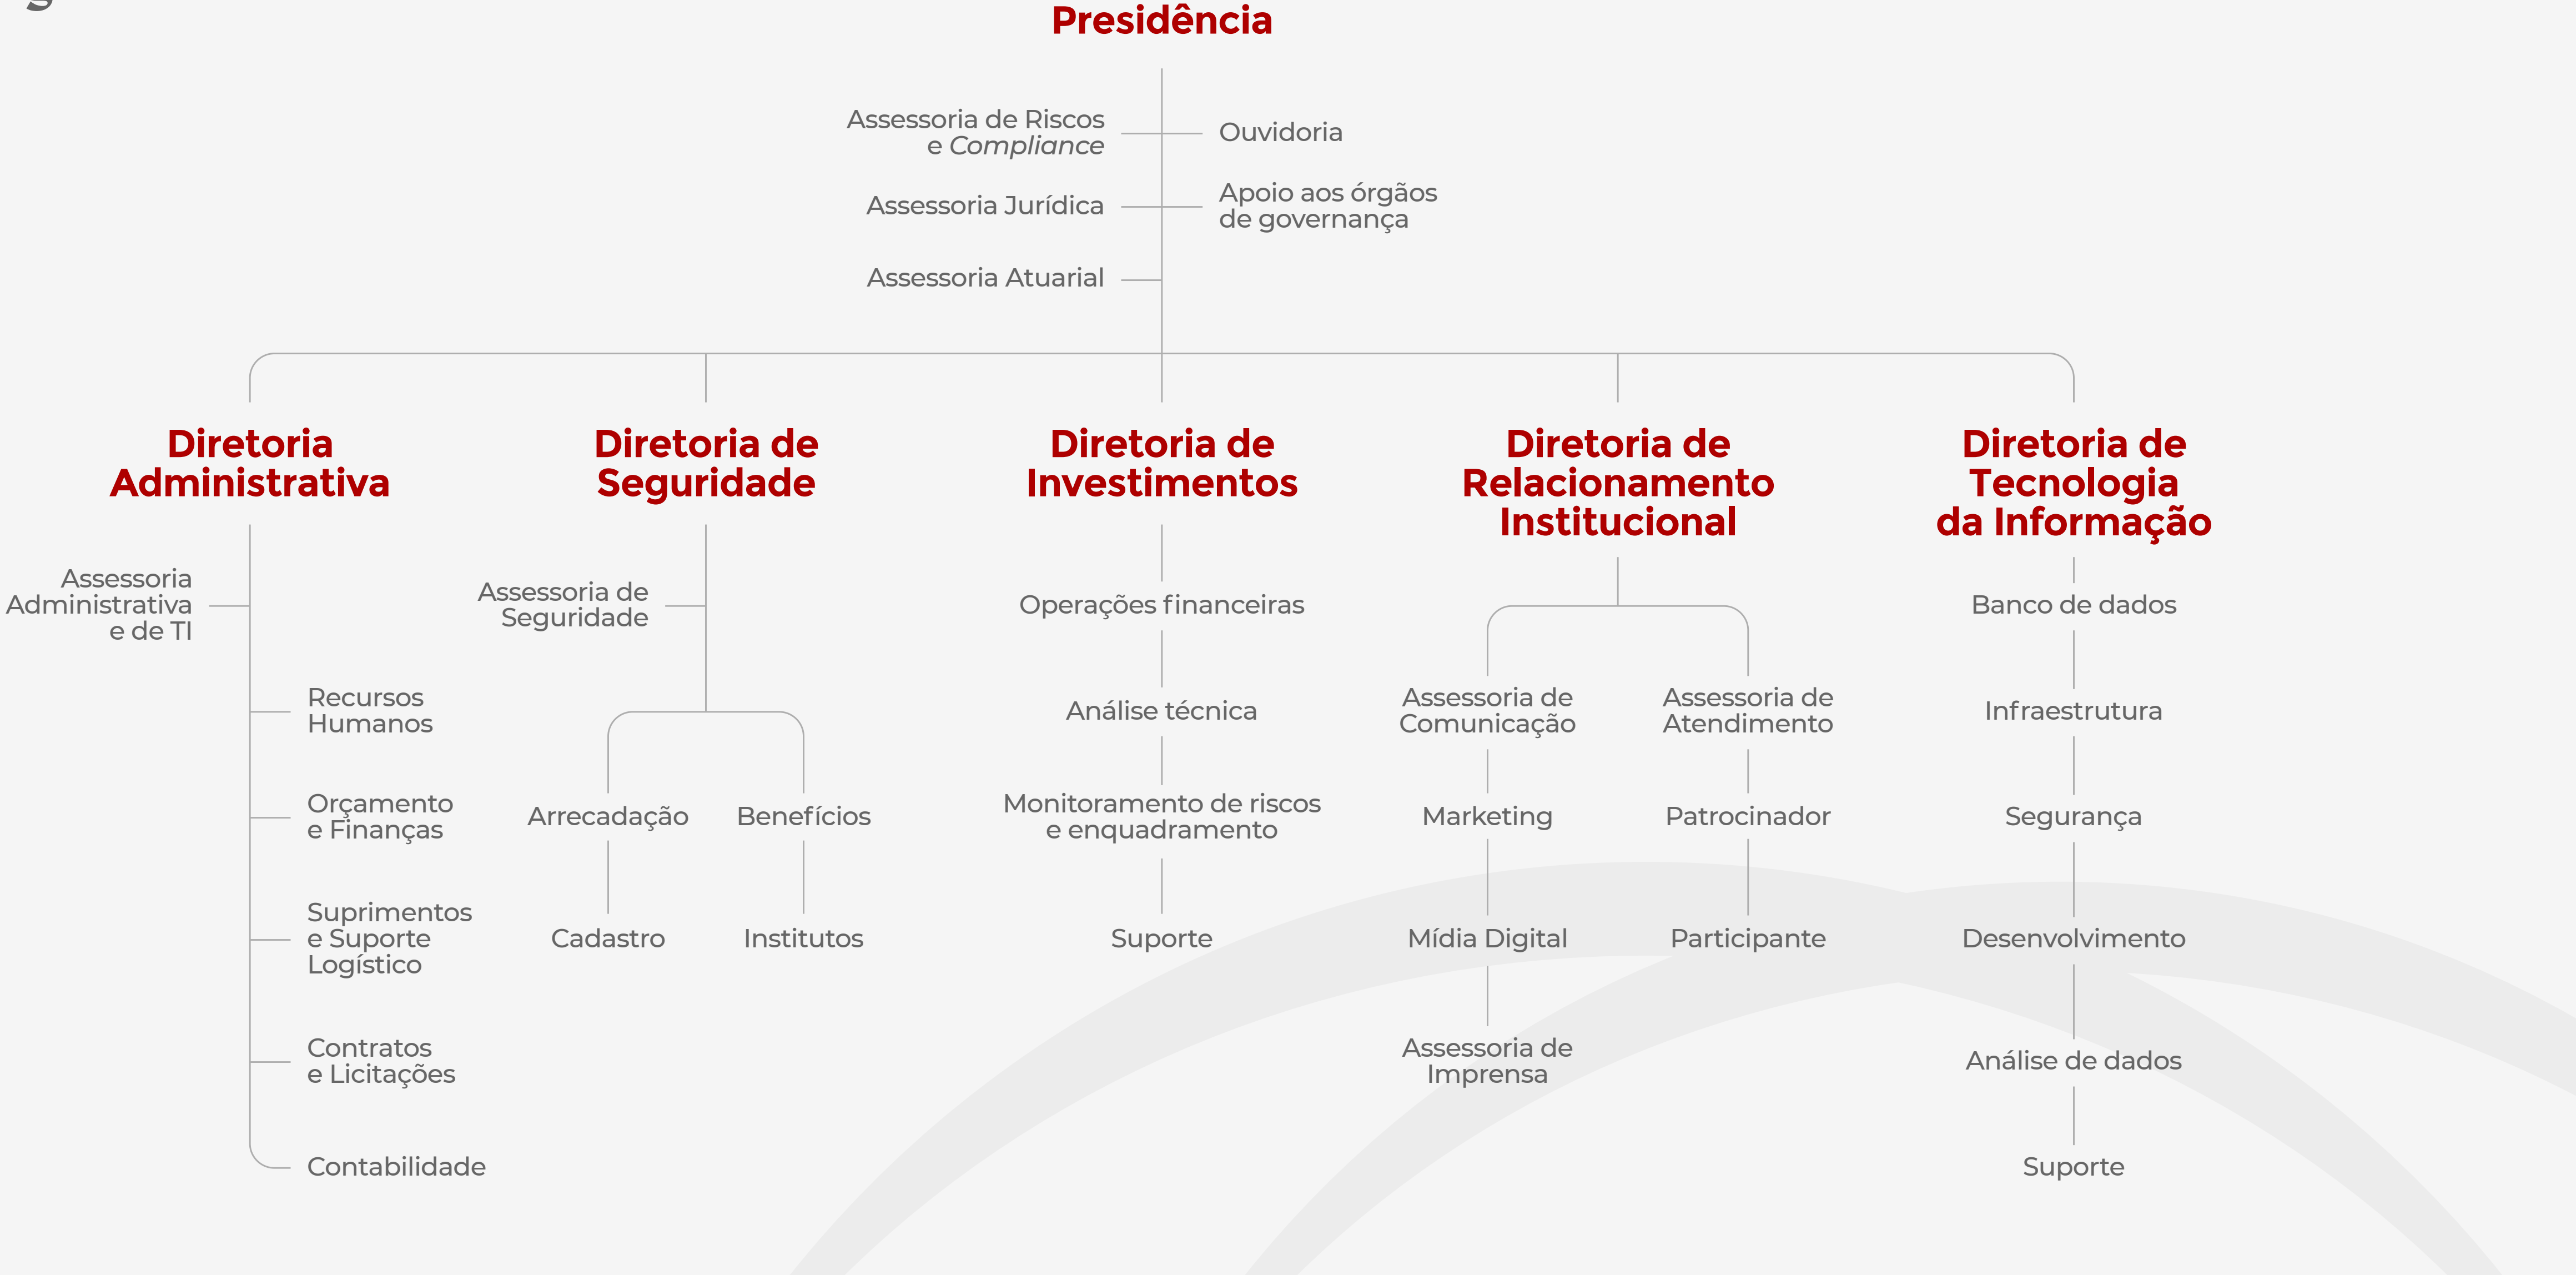 Presidência
Assessoria de Riscos
e Compliance
Ouvidoria
Assessoria Jurídica
Apoio aos órgãos
de governança
Assessoria Atuarial
Diretoria
Administrativa
Assessoria
Administrativa
e de TI
Recursos
Humanos
Orçamento
e Finanças
Suprimentos
e Suporte
Logístico
Contratos
e Licitações
Contabilidade
Diretoria de
Seguridade
Assessoria de
Seguridade
Arrecadação
Cadastro
Benefícios
Institutos
Diretoria de
Investimentos
Operações financeiras
Análise técnica
Monitoramento de riscos
e enquadramento
Suporte
Diretoria de
Relacionamento
Institucional
Assessoria de
Comunicação
Marketing
Mídia Digital
Assessoria de
Imprensa
Assessoria de
Atendimento
Patrocinador
Participante
Diretoria de
Tecnologia
da Informação
Banco de dados
Infraestrutura
Segurança
Desenvolvimento
Análise de dados
Suporte